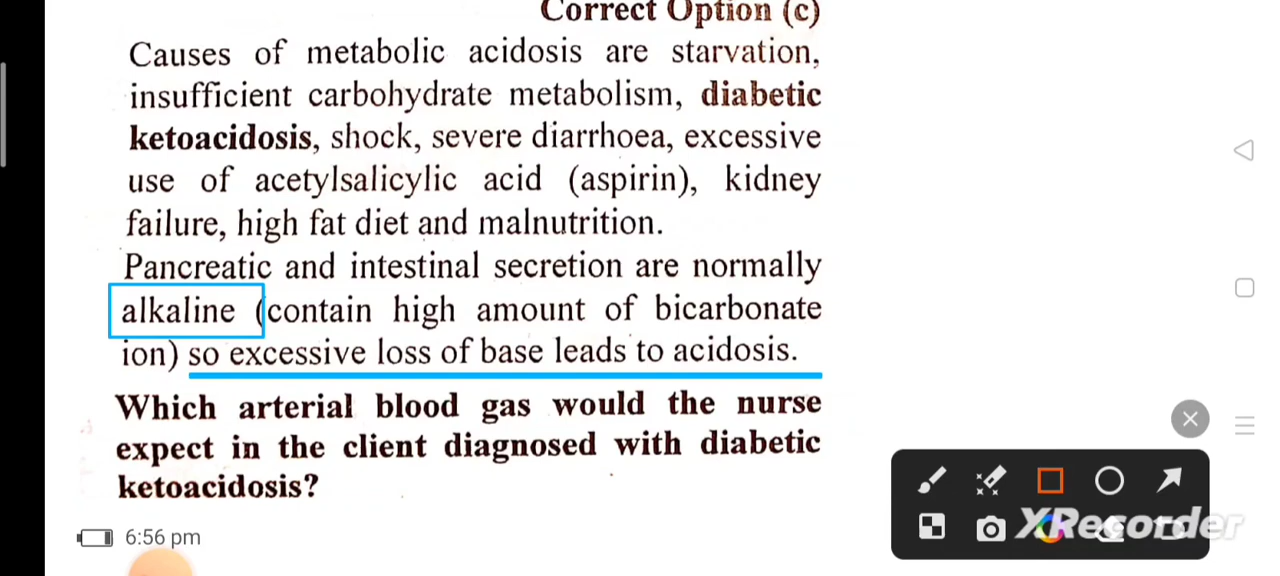 Correct Option (c)
Causes of metabolic acidosis are starvation,
insufficient carbohydrate metabolism, diabetic
ketoacidosis, shock, severe diarrhoea, excessive
use of acetylsalicylic acid (aspirin), kidney
failure, high fat diet and malnutrition.
Pancreatic and intestinal secretion are normally
alkaline (contain high amount of bicarbonate
ion) so excessive loss of base leads to acidosis.
Which arterial blood gas would the nurse
expect in the client diagnosed with diabetic
ketoacidosis?
6:56 pm
XRecorder